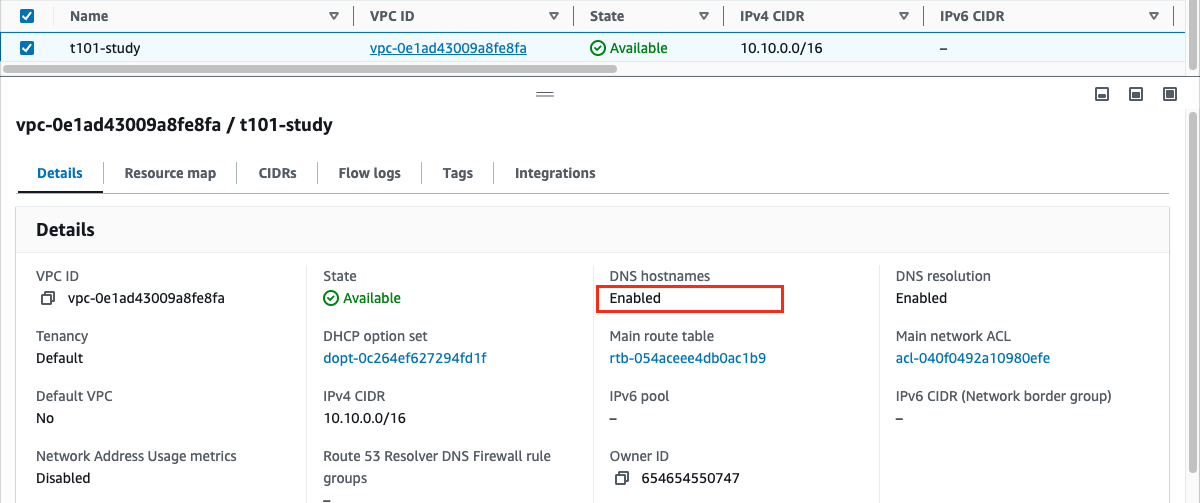 Name VPC ID State IPv4 CIDR IPv6 CIDR
t101-study vpc-0e1ad43009a8fe8fa Available 10.10.0.0/16 –
vpc-0e1ad43009a8fe8fa / t101-study
Details Resource map CIDRs Flow logs Tags Integrations
Details
VPC ID State DNS hostnames DNS resolution
vpc-0e1ad43009a8fe8fa Available Enabled Enabled
Tenancy DHCP option set Main route table Main network ACL
Default dopt-0c264ef627294fd1f rtb-054aceee4db0ac1b9 acl-040f0492a10980efe
Default VPC IPv4 CIDR IPv6 pool IPv6 CIDR (Network border group)
No 10.10.0.0/16 – –
Network Address Usage metrics Route 53 Resolver DNS Firewall rule Owner ID
Disabled groups 654654550747
–